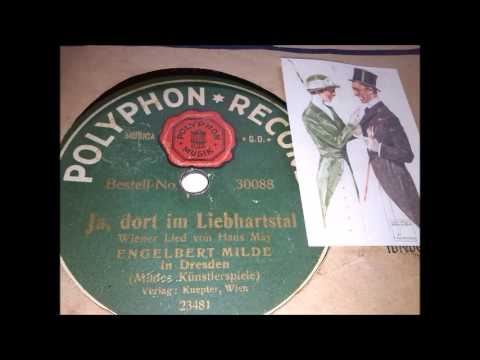 POLYPHON ★ RECO
MUSICA
G.D.
POLYPHON
MUSIK
Bestell-No.
30088
Ja, dort im Liebhartstal
Wiener Lied von Hans May
ENGELBERT MILDE
in Dresden
(Mildes Künstlerspiele)
Verlag: Knepter, Wien
23481